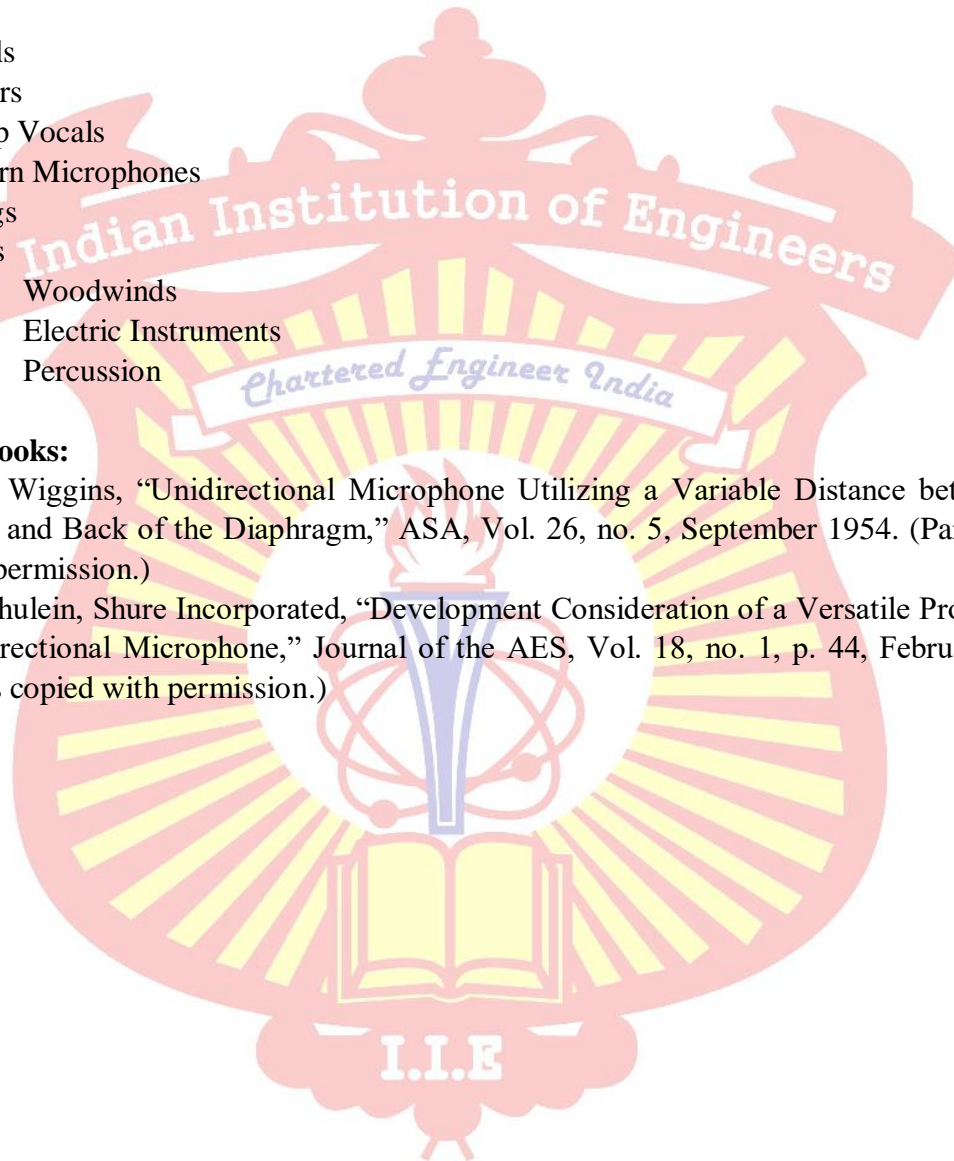 ls
rs
p Vocals
rn Microphones
gs
s
Indian Institution of Engineers
Woodwinds
Electric Instruments
Percussion
Chartered Engineer India
ooks:
Wiggins, “Unidirectional Microphone Utilizing a Variable Distance bet
and Back of the Diaphragm,” ASA, Vol. 26, no. 5, September 1954. (Pa
permission.)
hulein, Shure Incorporated, “Development Consideration of a Versatile Pro
rectional Microphone,” Journal of the AES, Vol. 18, no. 1, p. 44, Febru
s copied with permission.)
I.I.E